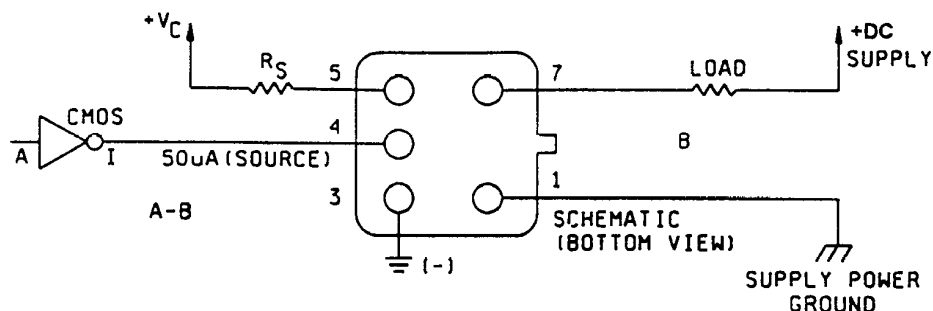 +VC
RS
5
7
LOAD
+DC
SUPPLY
CMOS
A
I
50uA(SOURCE)
4
B
A-B
3
1
SCHEMATIC
(BOTTOM VIEW)
(-)
SUPPLY POWER
GROUND